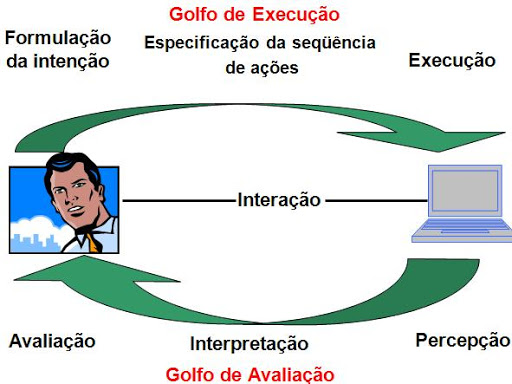 Golfo de Execução
Formulação
da intenção
Especificação da seqüência
de ações
Execução
Interação
Avaliação
Interpretação
Percepção
Golfo de Avaliação